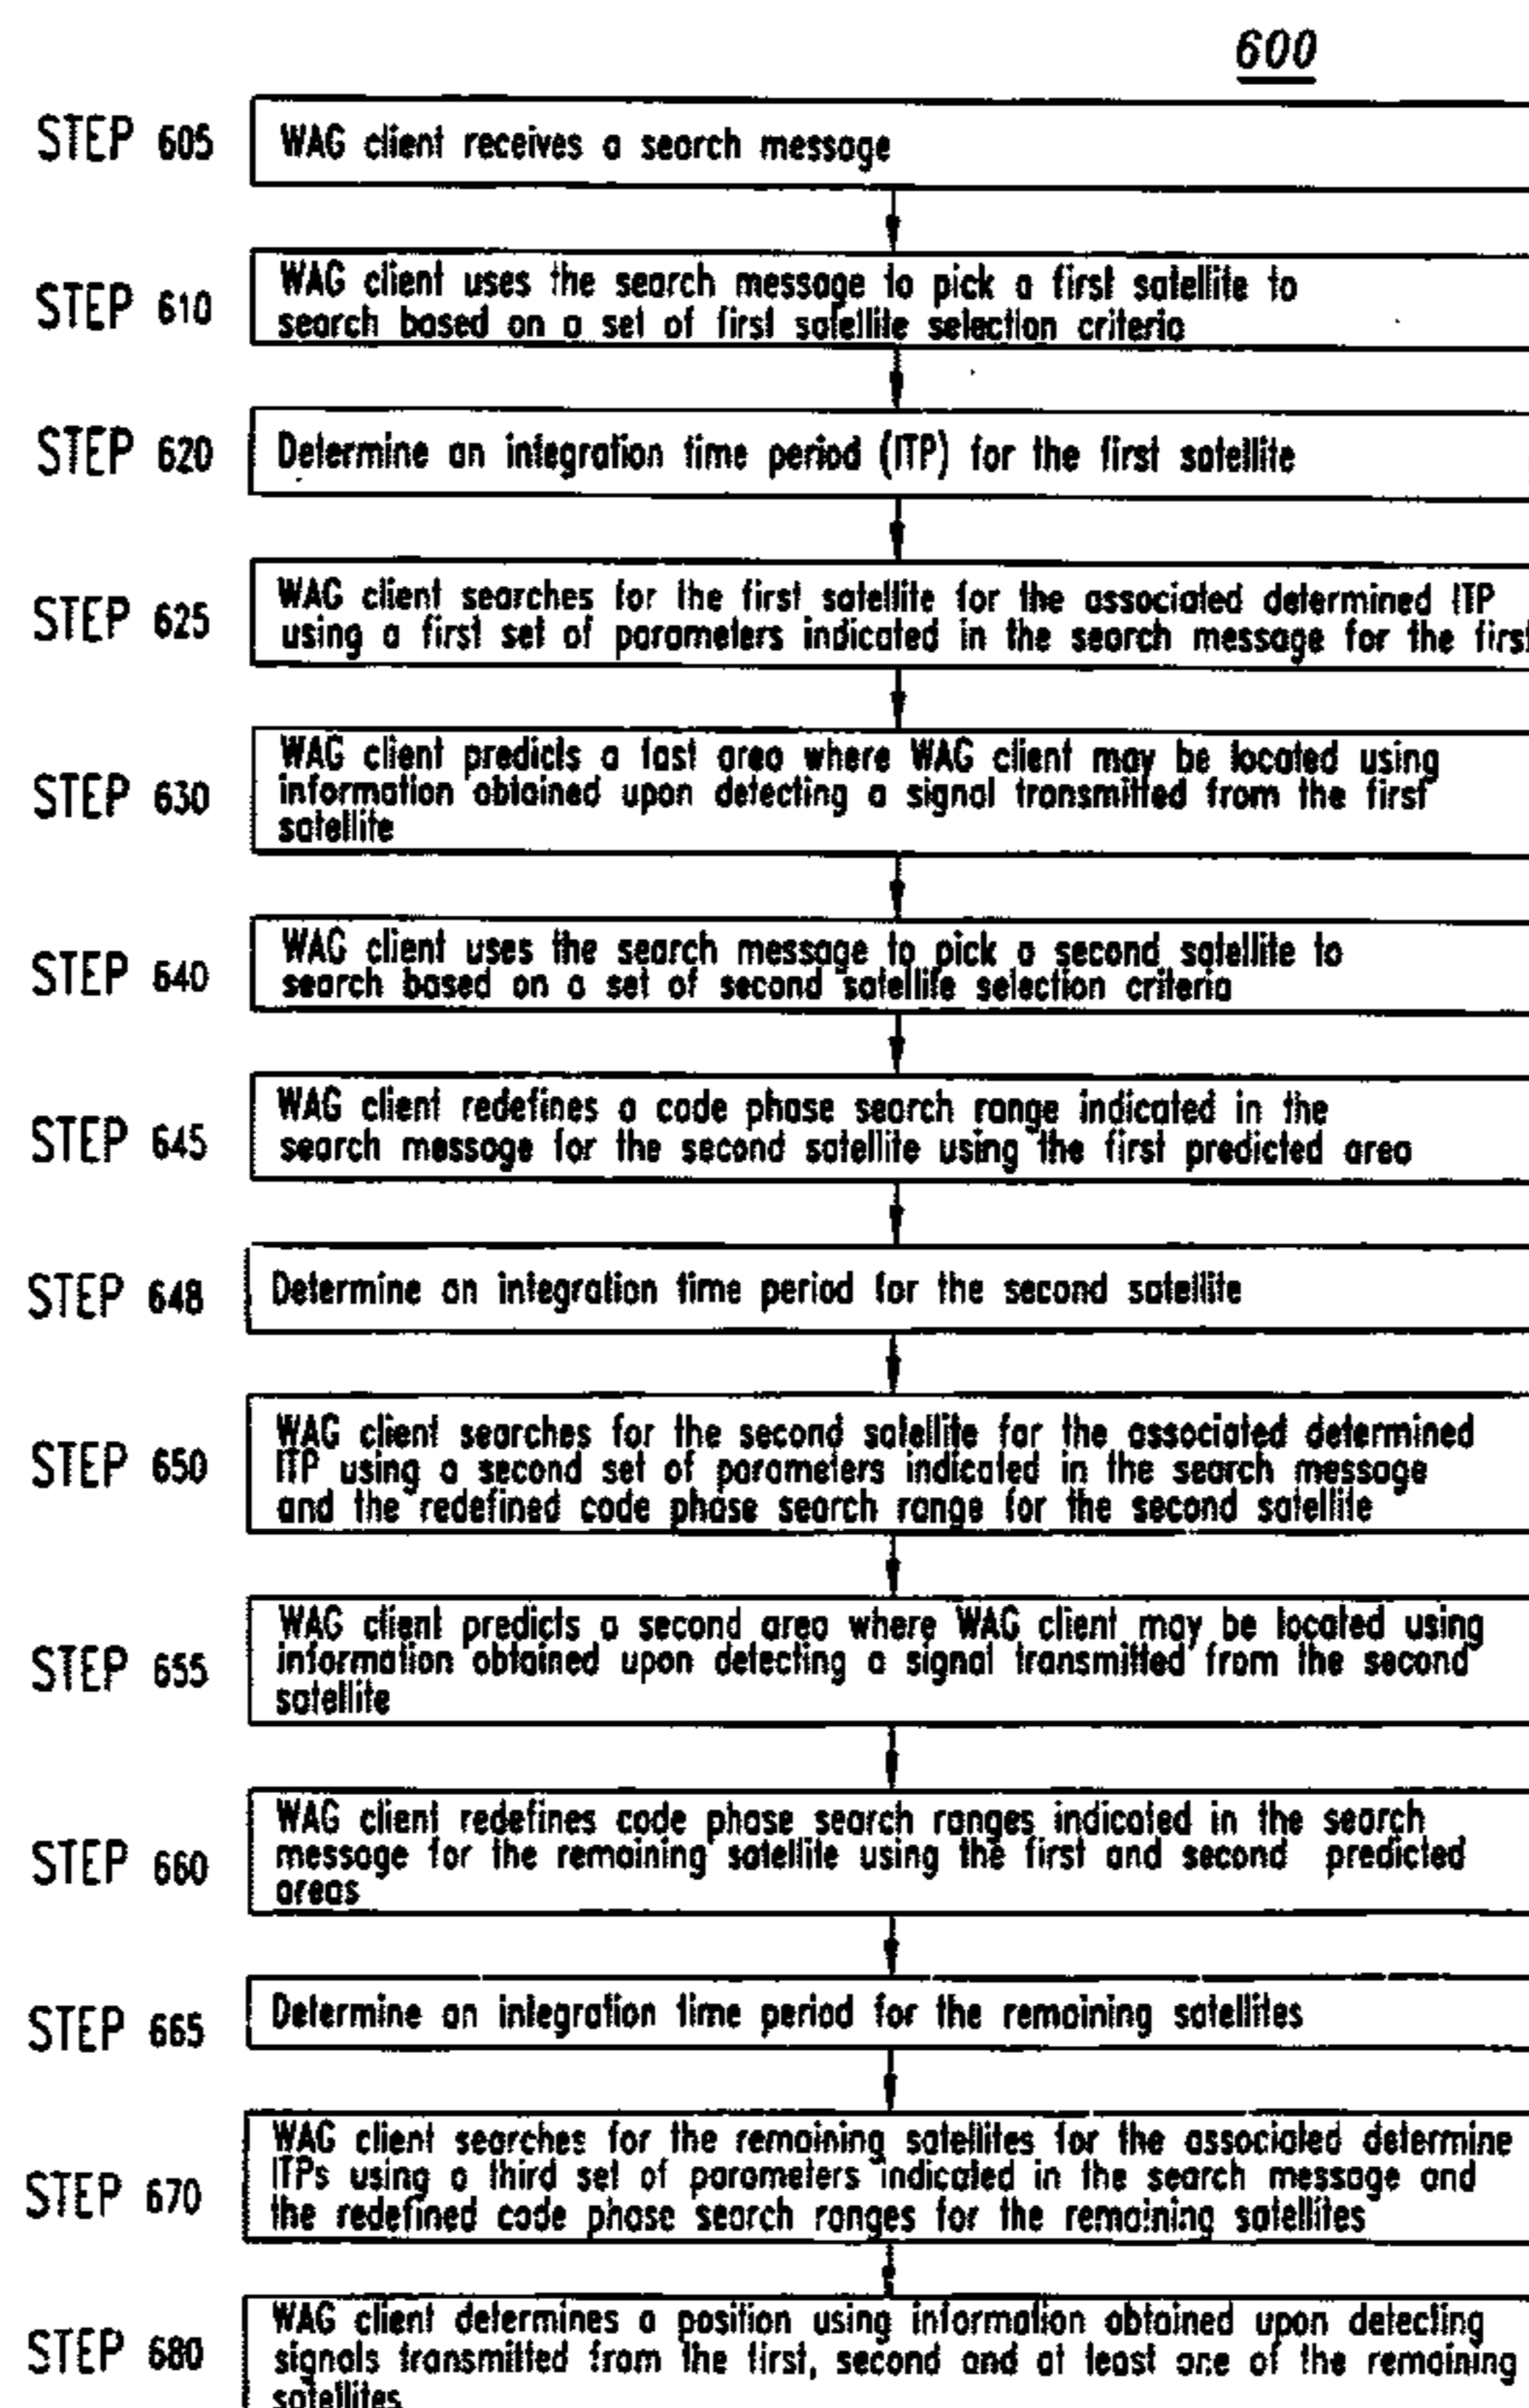 600
STEP 605
WAG client receives a search message
STEP 610
WAG client uses the search message to pick a first satellite to
search based on a set of first satellite selection criteria
STEP 620
Determine an integration time period (ITP) for the first satellite
STEP 625
WAG client searches for the first satellite for the associated determined ITP
using a first set of parameters indicated in the search message for the first
STEP 630
WAG client predicts a fast area where WAG client may be located using
information obtained upon detecting a signal transmitted from the first
satellite
STEP 640
WAG client uses the search message to pick a second satellite to
search based on a set of second satellite selection criteria
STEP 645
WAG client redefines a code phase search range indicated in the
search message for the second satellite using the first predicted area
STEP 648
Determine an integration time period for the second satellite
STEP 650
WAG client searches for the second satellite for the associated determined
ITP using a second set of parameters indicated in the search message
and the redefined code phase search range for the second satellite
STEP 655
WAG client predicts a second area where WAG client may be located using
information obtained upon detecting a signal transmitted from the second
satellite
STEP 660
WAG client redefines code phase search ranges indicated in the search
message for the remaining satellite using the first and second predicted
areas
STEP 665
Determine an integration time period for the remaining satellites
STEP 670
WAG client searches for the remaining satellites for the associated determine
ITPs using a third set of parameters indicated in the search message and
the redefined code phase search ranges for the remaining satellites
STEP 680
WAG client determines a position using information obtained upon detecting
signals transmitted from the first, second and at least one of the remaining
satellites